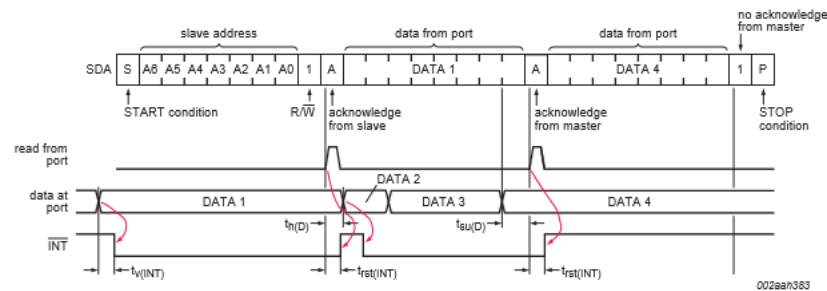 no acknowledge
from master
slave address
data from port
data from port
SDA
S
A6
A5
A4
A3
A2
A1
A0
1
A
DATA 1
A
DATA 4
1
P
START condition
R/W̅
acknowledge
from slave
acknowledge
from master
STOP
condition
read from
port
DATA 2
data at
port
DATA 1
DATA 3
DATA 4
th(D)
tsu(D)
I̅N̅T̅
tv(INT)
trst(INT)
trst(INT)
002aah383